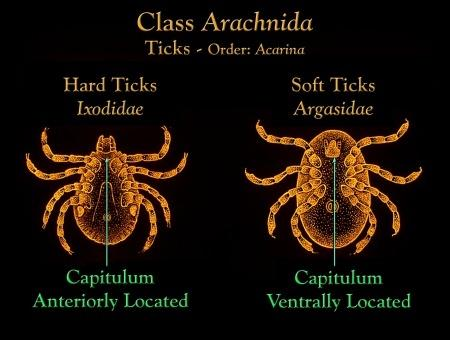 Class Arachnida
Ticks - Order: Acarina
Hard Ticks
Ixodidae
Soft Ticks
Argasidae
Capitulum
Anteriorly Located
Capitulum
Ventrally Located